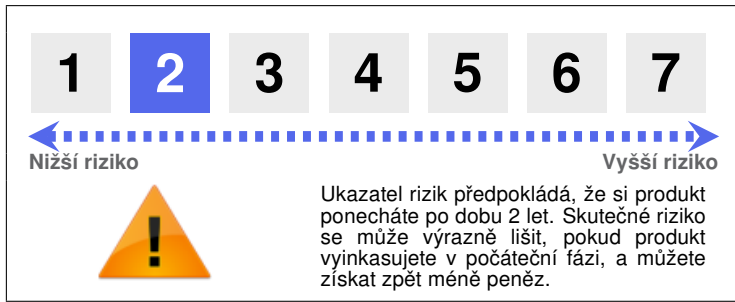 1 2 3 4 5 6 7
Nižší riziko Vyšší riziko
Ukazatel rizik předpokládá, že si produkt
ponecháte po dobu 2 let. Skutečné riziko
se může výrazně lišit, pokud produkt
vyinkasujete v počáteční fázi, a můžete
získat zpět méně peněz.